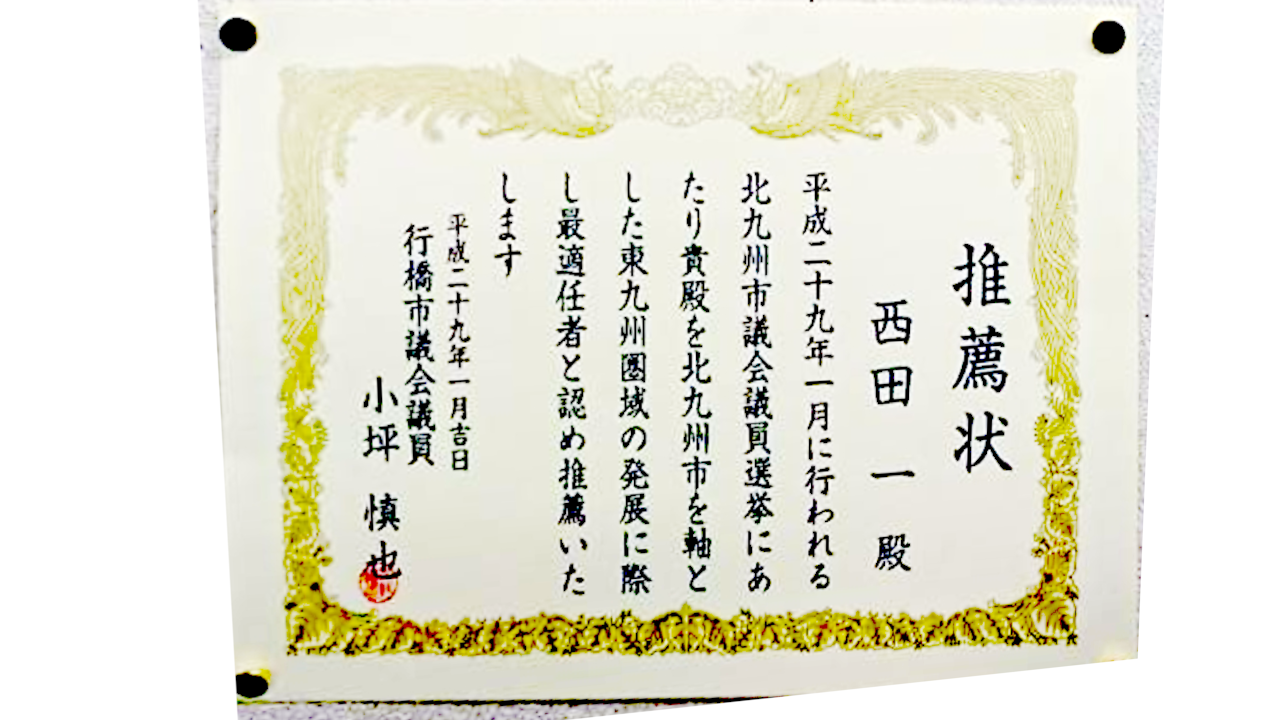 推薦状
西田一殿
平成二十九年一月に行われる
北九州市議会議員選挙にあ
たり貴殿を北九州市を軸と
した東九州圏域の発展に際
し最適任者と認め推薦いた
します
平成二十九年一月吉日
行橋市議会議員
小坪慎也